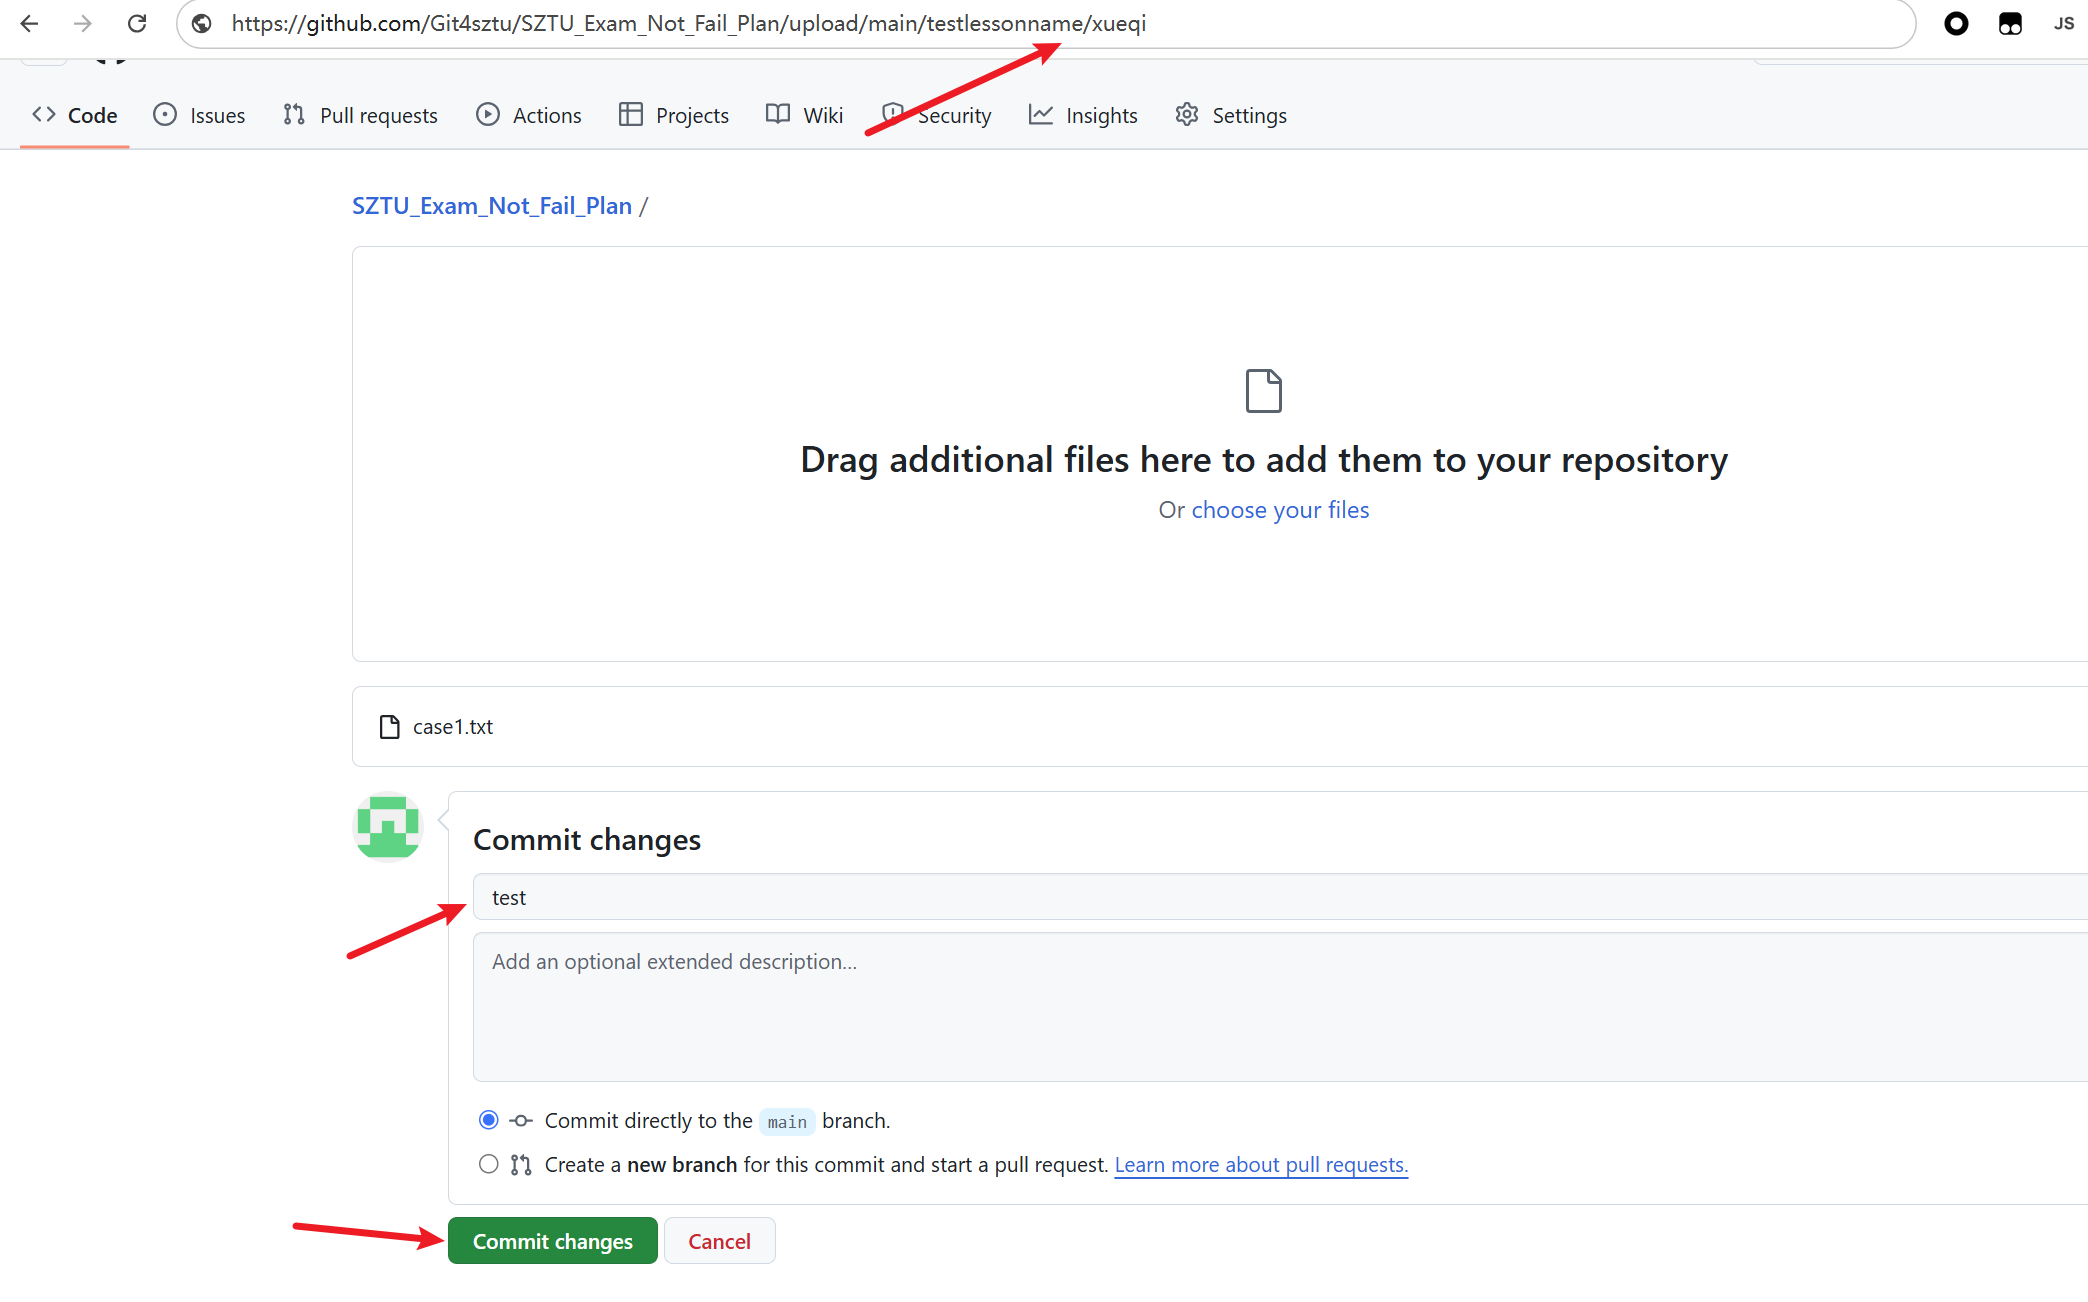 https://github.com/Git4sztu/SZTU_Exam_Not_Fail_Plan/upload/main/testlessonname/xueqi
JS
Code Issues Pull requests Actions Projects Wiki Security Insights Settings
SZTU_Exam_Not_Fail_Plan /
Drag additional files here to add them to your repository
Or choose your files
case1.txt
Commit changes
test
Add an optional extended description...
Commit directly to the main branch.
Create a new branch for this commit and start a pull request. Learn more about pull requests.
Commit changes Cancel